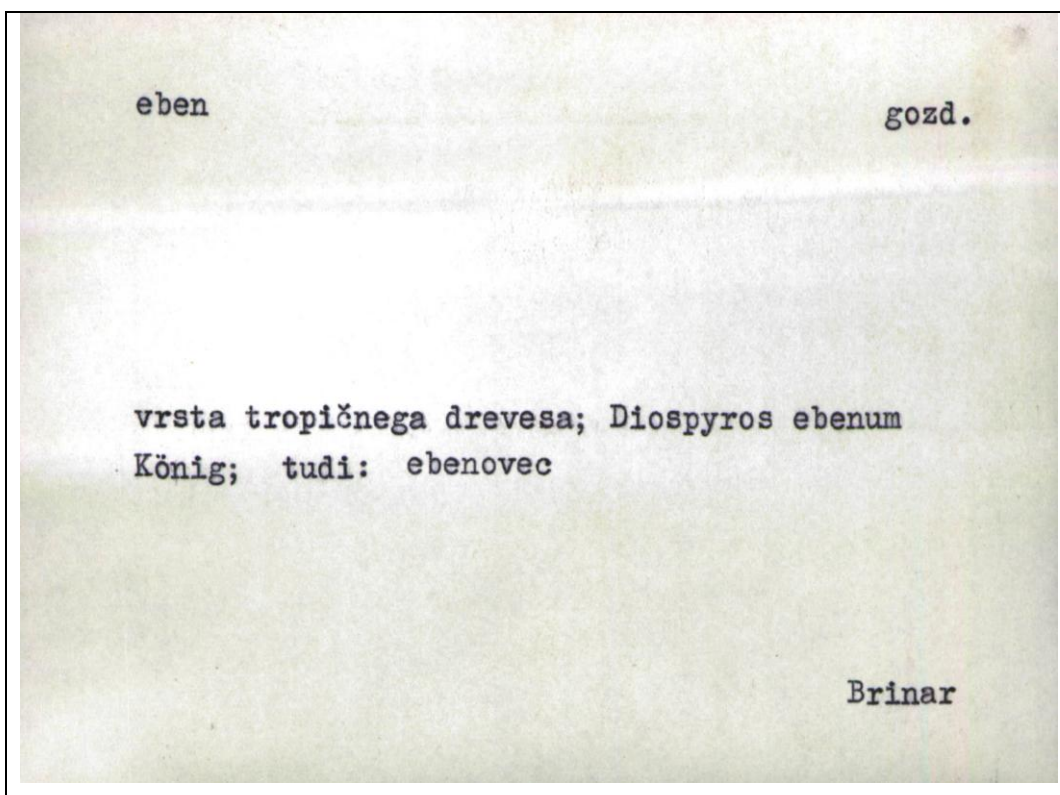 eben gozd.
vrsta tropičnega drevesa; Diospyros ebenum
König; tudi: ebenovec
Brinar